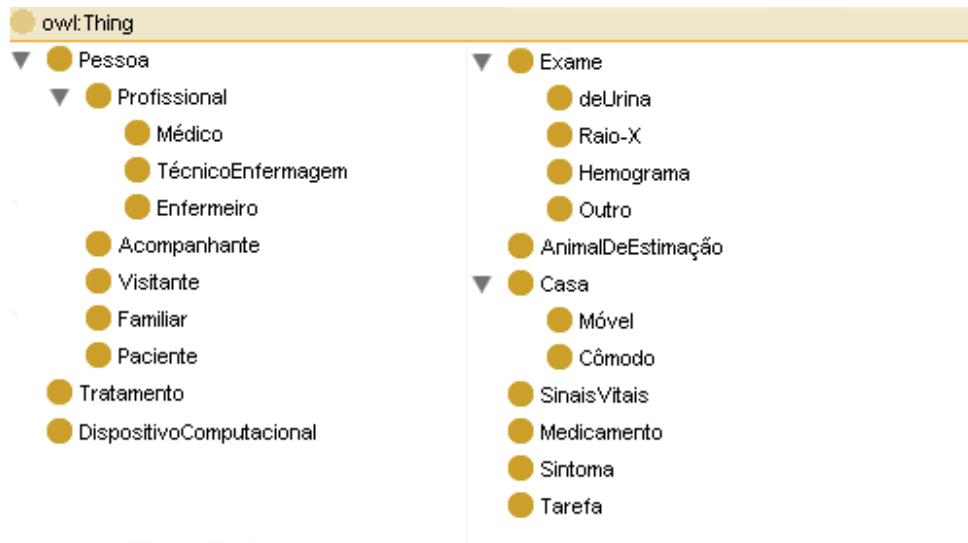 owl:Thing
Pessoa
Profissional
Médico
TécnicoEnfermagem
Enfermeiro
Acompanhante
Visitante
Familiar
Paciente
Tratamento
DispositivoComputacional
Exame
deUrina
Raio-X
Hemograma
Outro
AnimalDeEstimação
Casa
Móvel
Cômodo
SinaisVitais
Medicamento
Sintoma
Tarefa